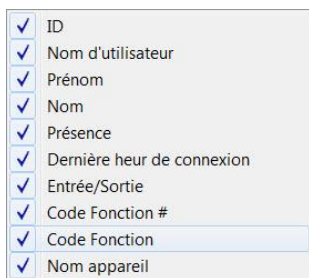 ID
Nom d'utilisateur
Prénom
Nom
Présence
Dernière heur de connexion
Entrée/Sortie
Code Fonction #
Code Fonction
Nom appareil